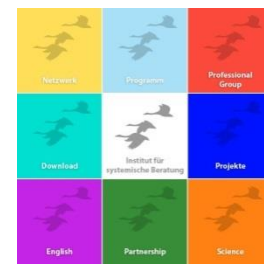 Netzwerk
Programm
Professional
Group
Download
Institut für
systemische Beratung
Projekte
English
Partnership
Science